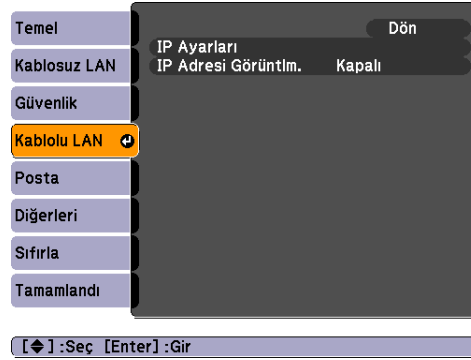 Temel
Kablosuz LAN
Güvenlik
Kablolu LAN
Posta
Diğerleri
Sıfırla
Tamamlandı
Dön
IP Ayarları
IP Adresi Görüntlm. Kapalı
[◆] :Seç [Enter] :Gir